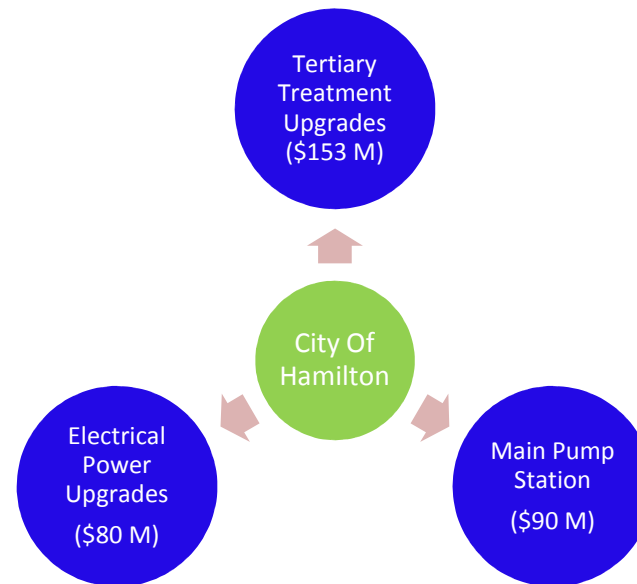 Tertiary
Treatment
Upgrades
($153 M)
City Of
Hamilton
Electrical
Power
Upgrades
($80 M)
Main Pump
Station
($90 M)